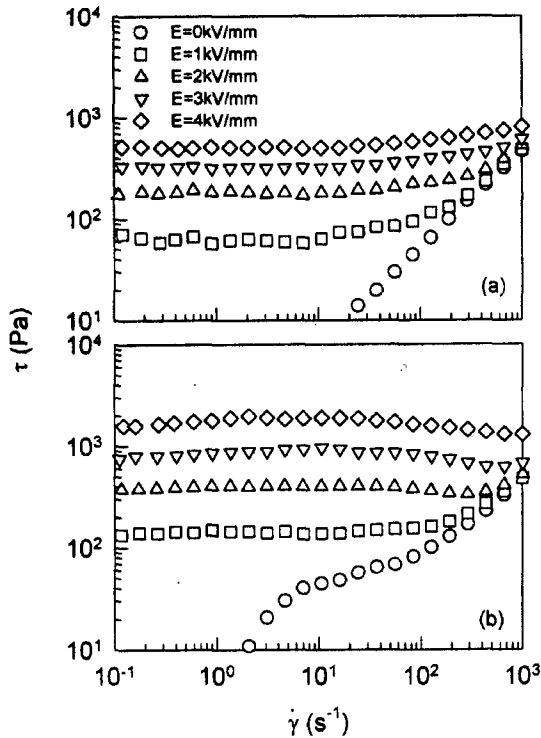 10⁴
E=0kV/mm
E=1kV/mm
E=2kV/mm
E=3kV/mm
E=4kV/mm
10³
10²
10¹
(a)
τ (Pa)
10⁴
10³
10²
10¹
(b)
10⁻¹ 10⁰ 10¹ 10² 10³
γ̇ (s⁻¹)